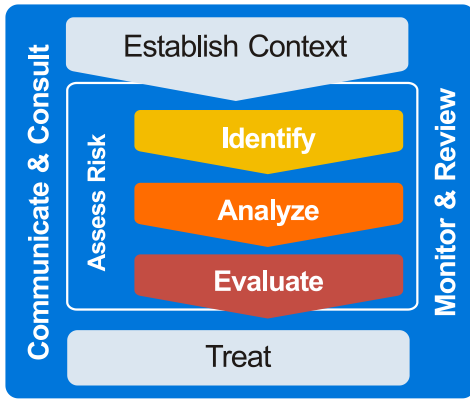 Establish Context
Communicate & Consult
Assess Risk
Identify
Analyze
Evaluate
Monitor & Review
Treat